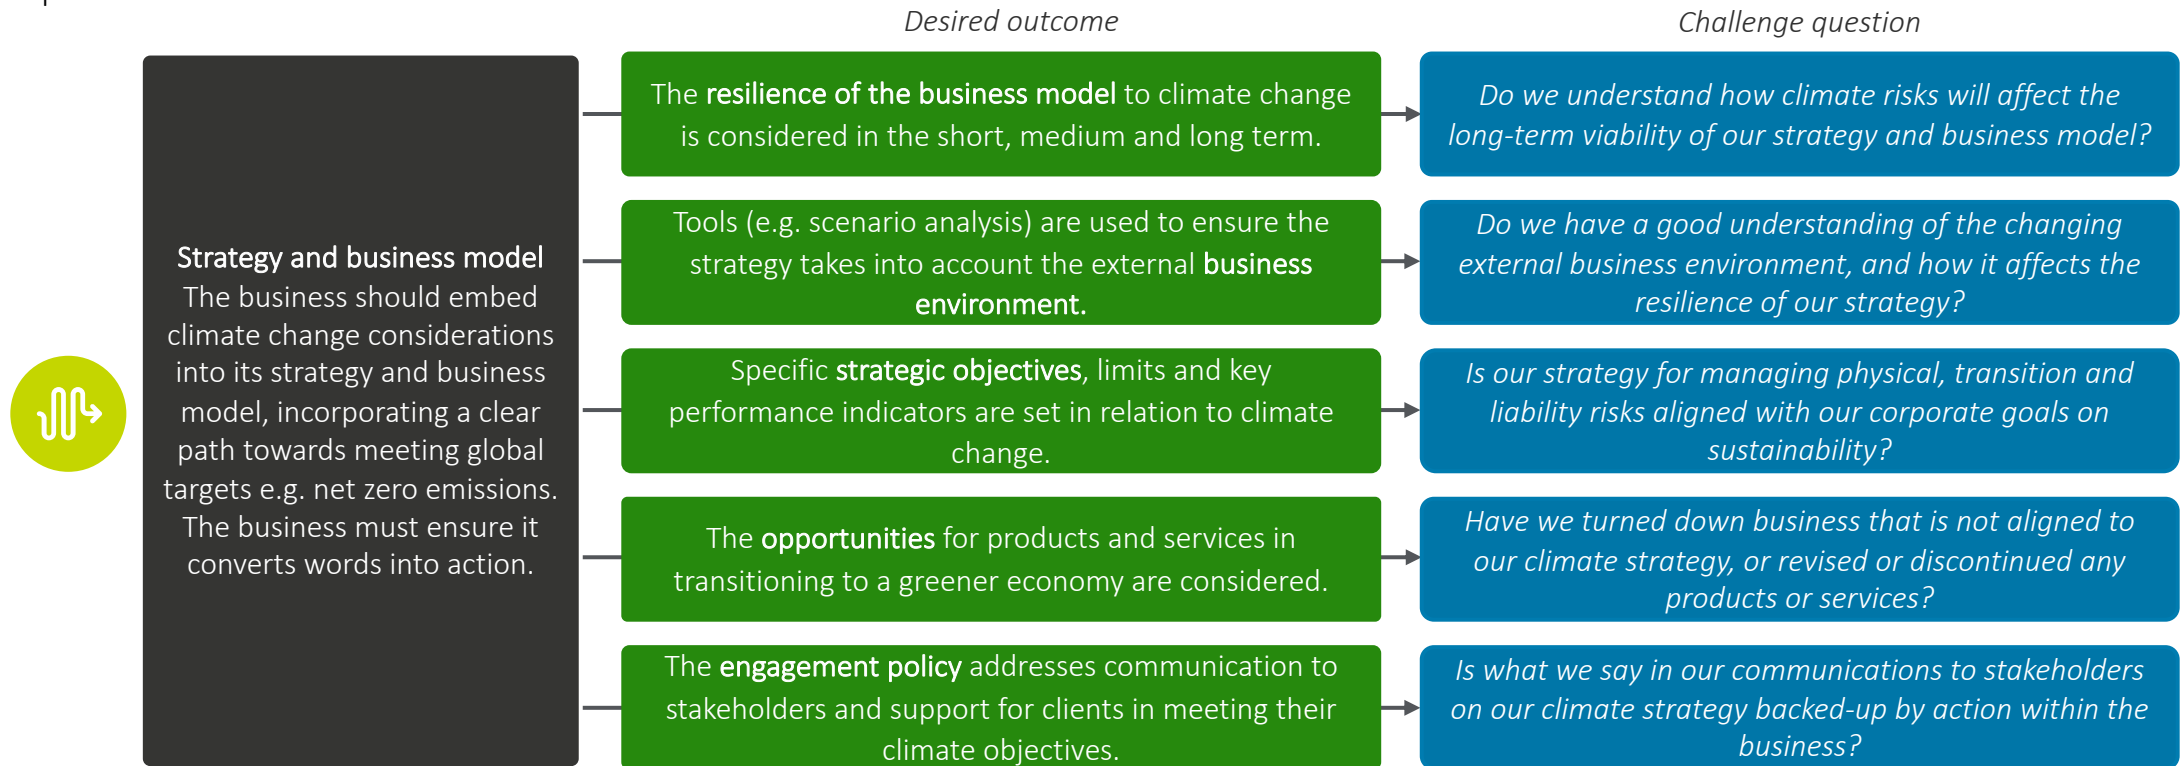 Desired outcome
Challenge question
Strategy and business model
The business should embed
climate change considerations
into its strategy and business
model, incorporating a clear
path towards meeting global
targets e.g. net zero emissions.
The business must ensure it
converts words into action.
The resilience of the business model to climate change
is considered in the short, medium and long term.
Do we understand how climate risks will affect the
long-term viability of our strategy and business model?
Tools (e.g. scenario analysis) are used to ensure the
strategy takes into account the external business
environment.
Do we have a good understanding of the changing
external business environment, and how it affects the
resilience of our strategy?
Specific strategic objectives, limits and key
performance indicators are set in relation to climate
change.
Is our strategy for managing physical, transition and
liability risks aligned with our corporate goals on
sustainability?
The opportunities for products and services in
transitioning to a greener economy are considered.
Have we turned down business that is not aligned to
our climate strategy, or revised or discontinued any
products or services?
The engagement policy addresses communication to
stakeholders and support for clients in meeting their
climate objectives.
Is what we say in our communications to stakeholders
on our climate strategy backed-up by action within the
business?